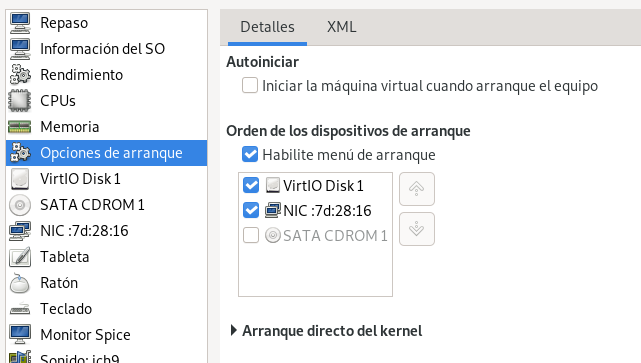 Repaso
Información del SO
Rendimiento
CPUs
Memoria
Opciones de arranque
VirtIO Disk 1
SATA CDROM 1
NIC :7d:28:16
Tableta
Ratón
Teclado
Monitor Spice
Sonido: ich9
Detalles
XML
Autoiniciar
Iniciar la máquina virtual cuando arranque el equipo
Orden de los dispositivos de arranque
Habilite menú de arranque
VirtIO Disk 1
NIC :7d:28:16
SATA CDROM 1
Arranque directo del kernel